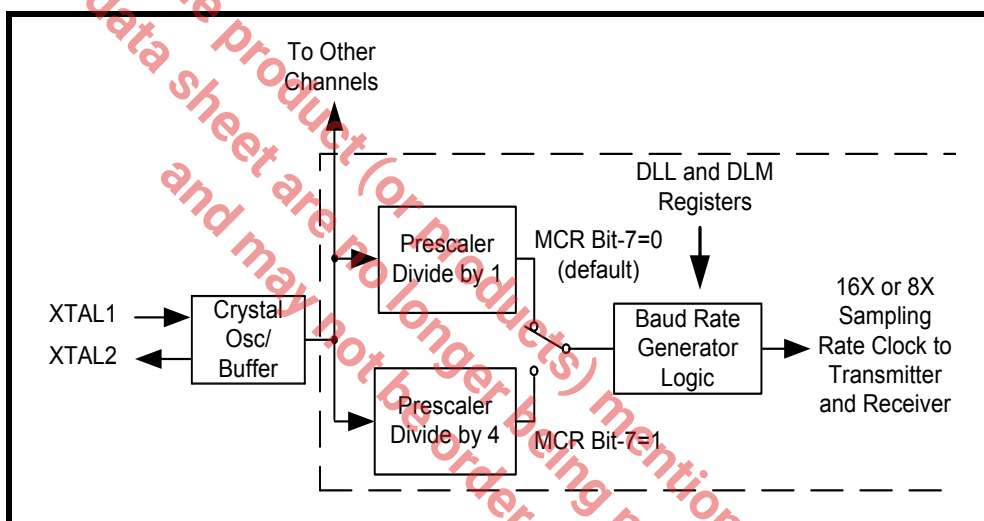 To Other
Channels
DLL and DLM
Registers
Prescaler
Divide by 1
MCR Bit-7=0
(default)
16X or 8X
Sampling
Rate Clock to
Transmitter
and Receiver
XTAL1
XTAL2
Crystal
Osc/
Buffer
Baud Rate
Generator
Logic
Prescaler
Divide by 4
MCR Bit-7=1
e product (or products) mention
data sheet are no longer being
and may not be order